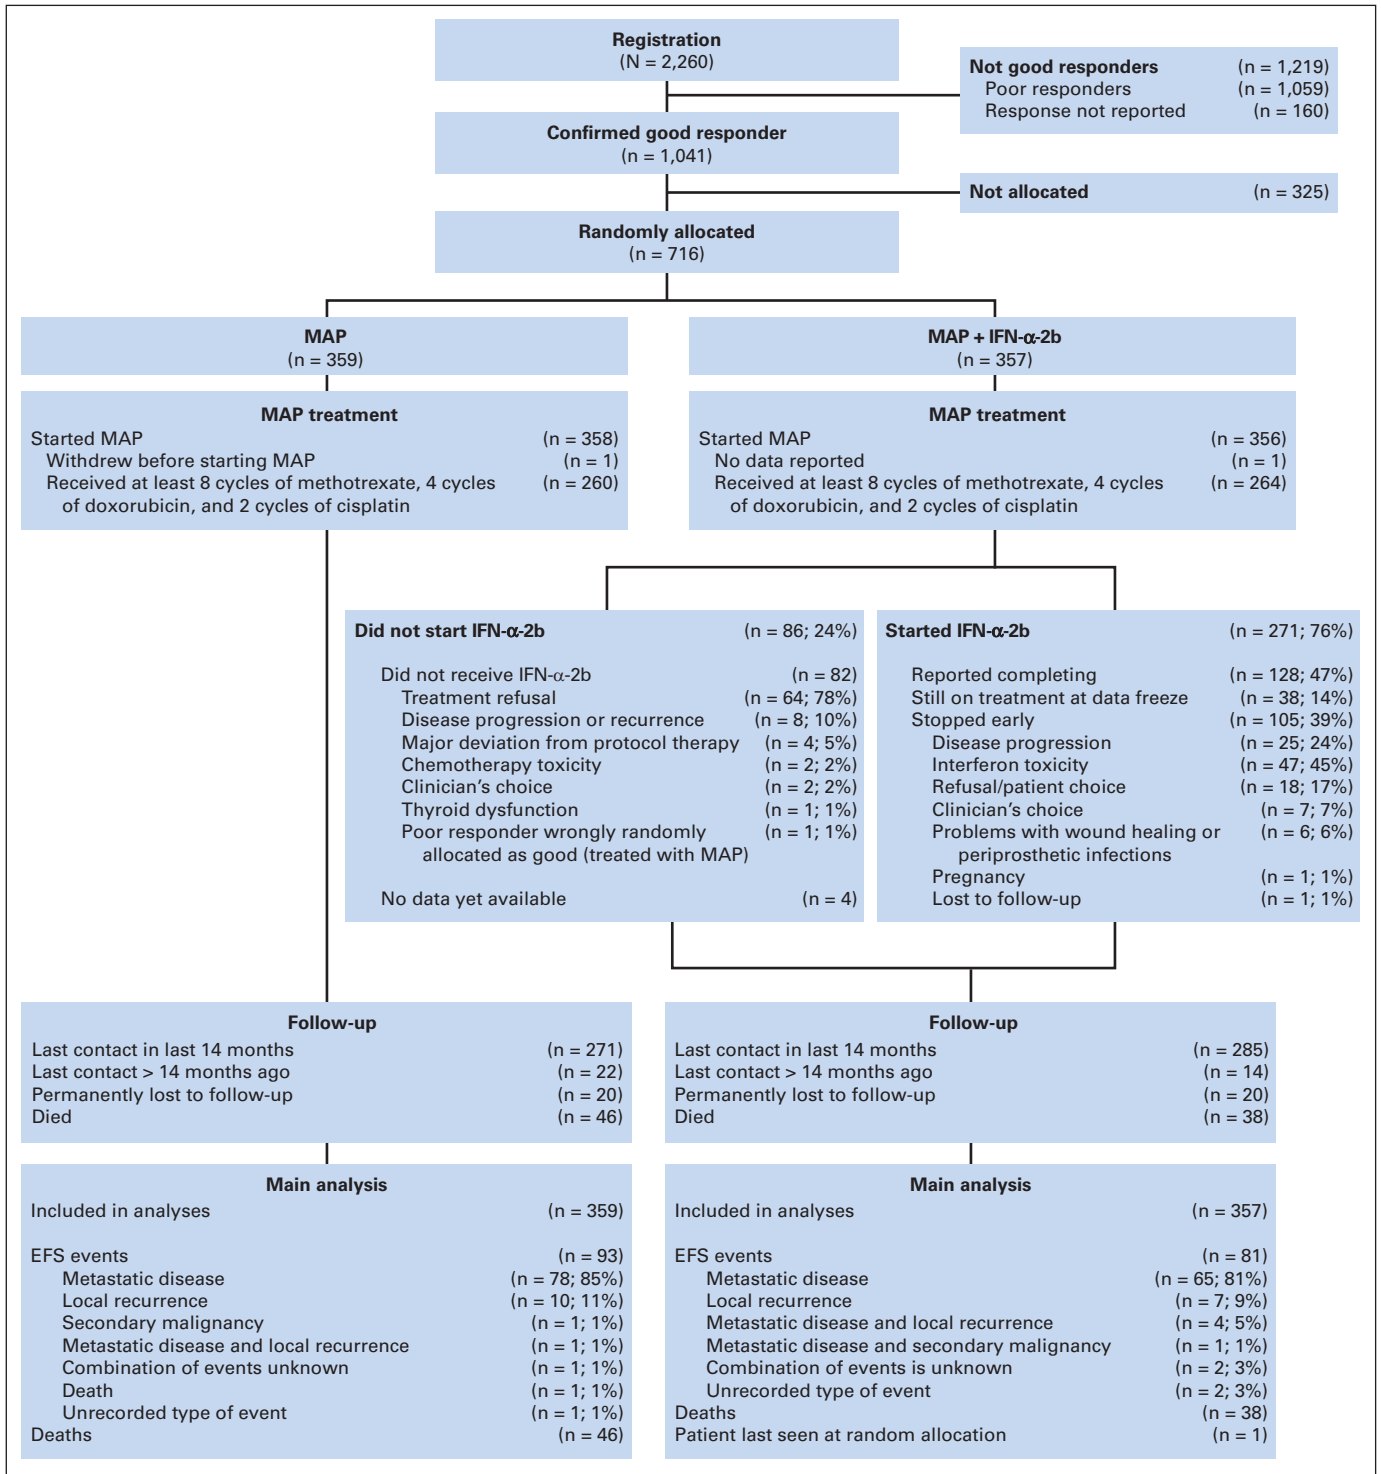 Registration
(N = 2,260)
Not good responders (n = 1,219)
Poor responders (n = 1,059)
Response not reported (n = 160)
Confirmed good responder
(n = 1,041)
Not allocated (n = 325)
Randomly allocated
(n = 716)
MAP
(n = 359)
MAP treatment
Started MAP (n = 358)
Withdrew before starting MAP (n = 1)
Received at least 8 cycles of methotrexate, 4 cycles (n = 260)
of doxorubicin, and 2 cycles of cisplatin
MAP + IFN-α-2b
(n = 357)
MAP treatment
Started MAP (n = 356)
No data reported (n = 1)
Received at least 8 cycles of methotrexate, 4 cycles (n = 264)
of doxorubicin, and 2 cycles of cisplatin
Did not start IFN-α-2b (n = 86; 24%)
Did not receive IFN-α-2b (n = 82)
Treatment refusal (n = 64; 78%)
Disease progression or recurrence (n = 8; 10%)
Major deviation from protocol therapy (n = 4; 5%)
Chemotherapy toxicity (n = 2; 2%)
Clinician's choice (n = 2; 2%)
Thyroid dysfunction (n = 1; 1%)
Poor responder wrongly randomly (n = 1; 1%)
allocated as good (treated with MAP)
No data yet available (n = 4)
Started IFN-α-2b (n = 271; 76%)
Reported completing (n = 128; 47%)
Still on treatment at data freeze (n = 38; 14%)
Stopped early (n = 105; 39%)
Disease progression (n = 25; 24%)
Interferon toxicity (n = 47; 45%)
Refusal/patient choice (n = 18; 17%)
Clinician's choice (n = 7; 7%)
Problems with wound healing or (n = 6; 6%)
periprosthetic infections
Pregnancy (n = 1; 1%)
Lost to follow-up (n = 1; 1%)
Follow-up
Last contact in last 14 months (n = 271)
Last contact > 14 months ago (n = 22)
Permanently lost to follow-up (n = 20)
Died (n = 46)
Follow-up
Last contact in last 14 months (n = 285)
Last contact > 14 months ago (n = 14)
Permanently lost to follow-up (n = 20)
Died (n = 38)
Main analysis
Included in analyses (n = 359)
EFS events (n = 93)
Metastatic disease (n = 78; 85%)
Local recurrence (n = 10; 11%)
Secondary malignancy (n = 1; 1%)
Metastatic disease and local recurrence (n = 1; 1%)
Combination of events unknown (n = 1; 1%)
Death (n = 1; 1%)
Unrecorded type of event (n = 1; 1%)
Deaths (n = 46)
Main analysis
Included in analyses (n = 357)
EFS events (n = 81)
Metastatic disease (n = 65; 81%)
Local recurrence (n = 7; 9%)
Metastatic disease and local recurrence (n = 4; 5%)
Metastatic disease and secondary malignancy (n = 1; 1%)
Combination of events is unknown (n = 2; 3%)
Unrecorded type of event (n = 2; 3%)
Deaths (n = 38)
Patient last seen at random allocation (n = 1)